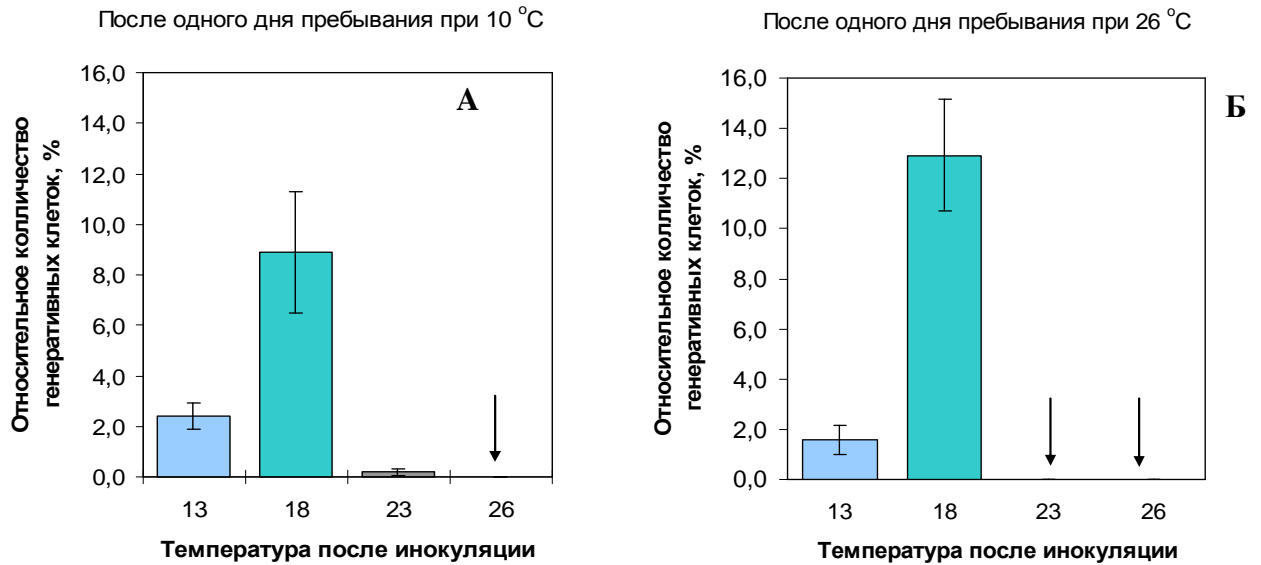 После одного дня пребывания при 10 °C
16,0
14,0
12,0
10,0
8,0
6,0
4,0
2,0
0,0
Относительное колличество
генеративных клеток, %
А
13 18 23 26
Температура после инокуляции
После одного дня пребывания при 26 °C
16,0
14,0
12,0
10,0
8,0
6,0
4,0
2,0
0,0
Относительное колличество
генеративных клеток, %
Б
13 18 23 26
Температура после инокуляции